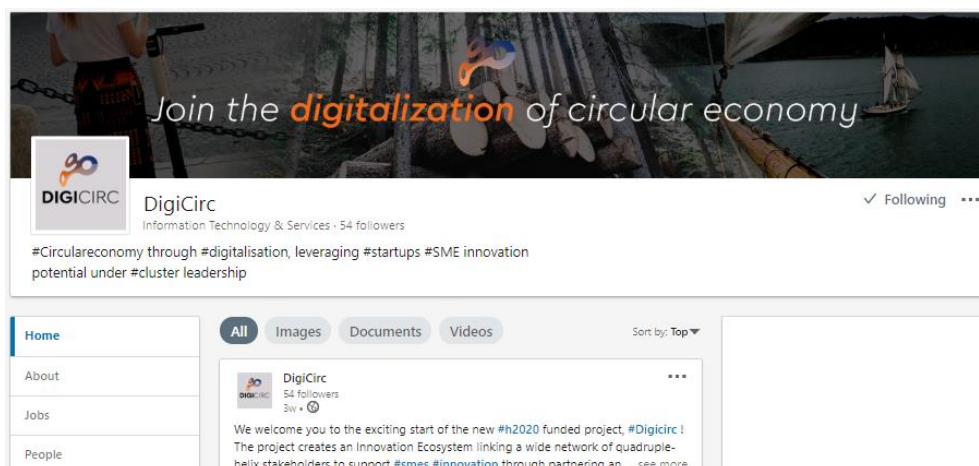 Join the digitalization of circular economy
DIGICIRC
DigiCirc
Information Technology & Services · 54 followers
✓ Following ...
#Circulareconomy through #digitalisation, leveraging #startups #SME innovation
potential under #cluster leadership
Home
About
Jobs
People
All Images Documents Videos
Sort by: Top
DIGICIRC
DigiCirc
54 followers
3w •
We welcome you to the exciting start of the new #h2020 funded project, #Digicirc !
The project creates an Innovation Ecosystem linking a wide network of quadruple-
helix stakeholders to support #smes #innovation through partnering an ... see more